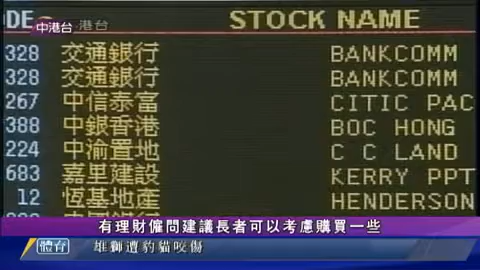 ODE STOCK NAME
中港台 港台
328 交通銀行 BANKCOMM
328 交通銀行 BANKCOMM
267 中信泰富 CITIC PAC
388 中銀香港 BOC HONG
224 中渝置地 C C LAND
683 嘉里建設 KERRY PPT
12 恆基地產 HENDERSON
有理財僱問建議長者可以考慮購買一些
體育 雄獅遭豹貓咬傷